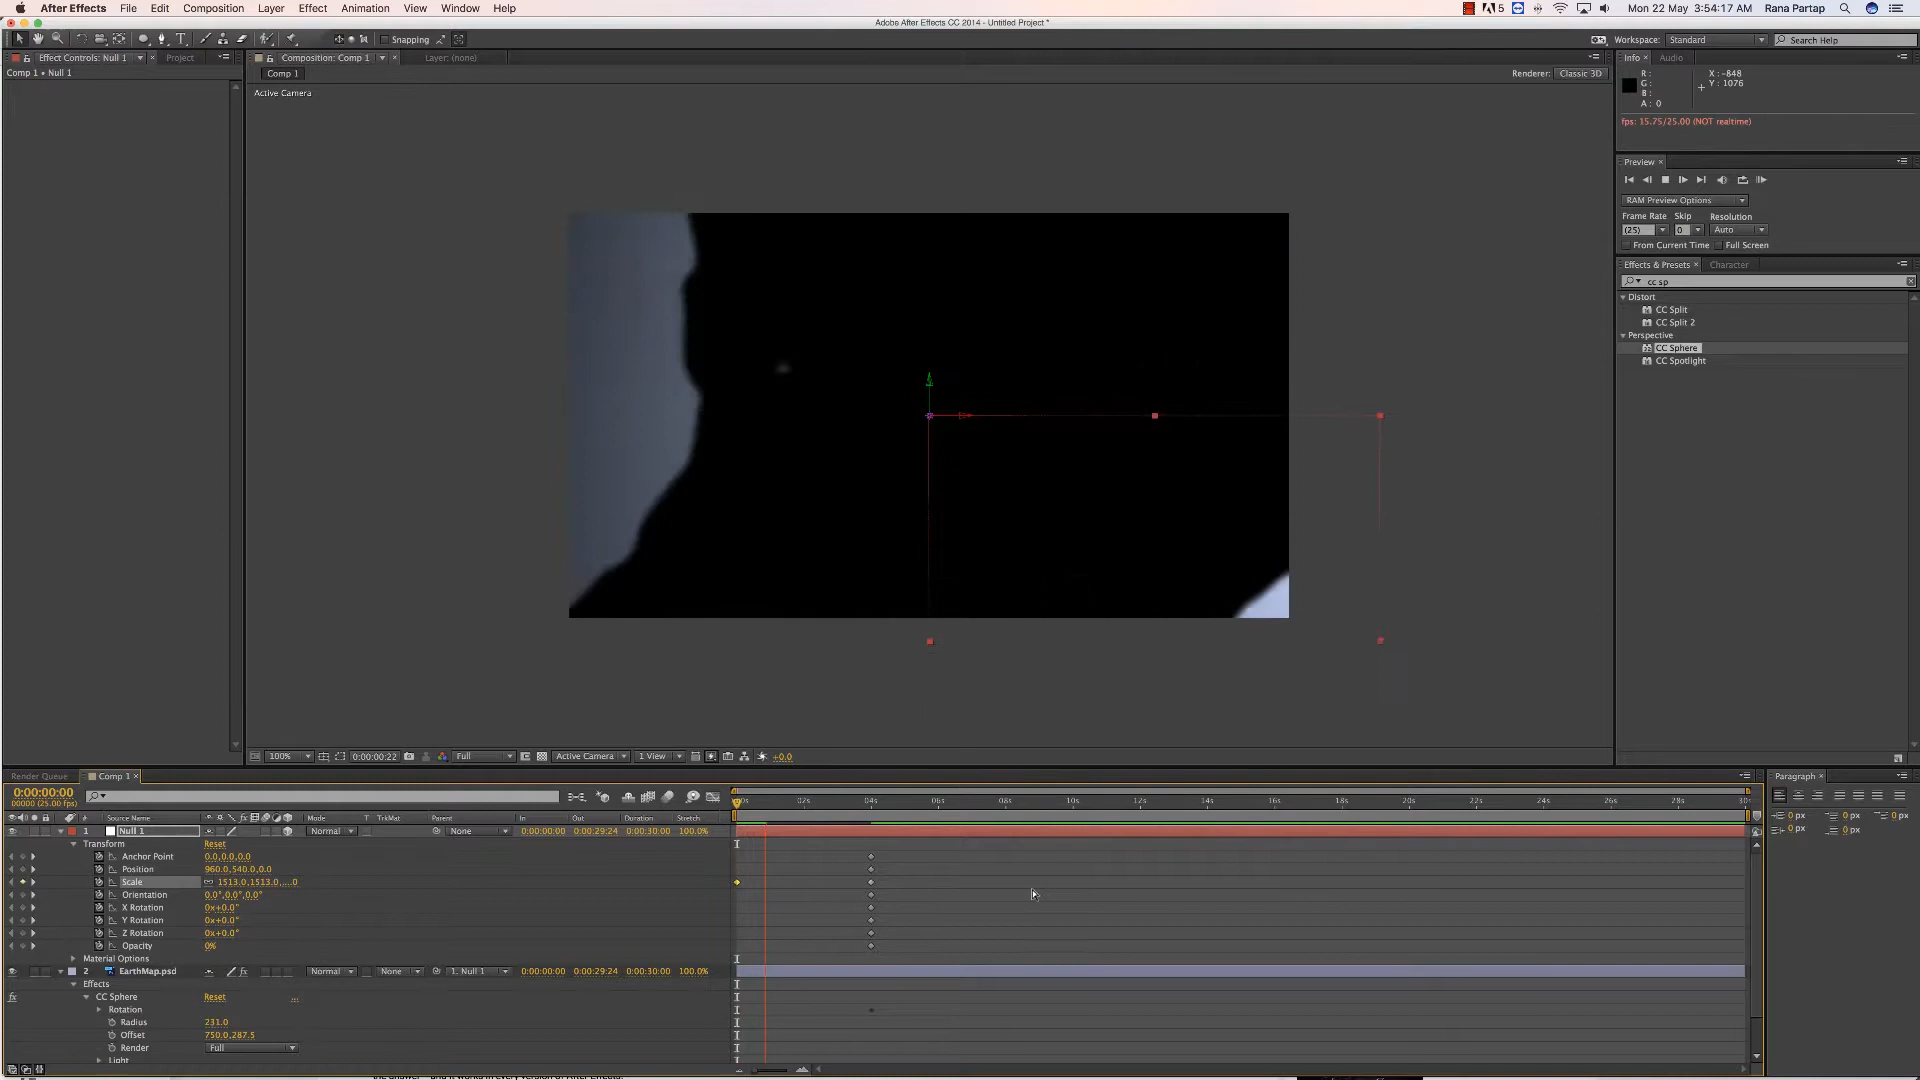 After Effects File Edit Composition Layer Effect Animation View Window Help
5 Mon 22 May 3:54:17 AM Rana Partap
Adobe After Effects CC 2014 - Untitled Project *
Snapping
Workspace: Standard Search Help
Effect Controls: Null 1 Project
Comp 1 • Null 1
Composition: Comp 1 Layer: (none)
Comp 1
Renderer: Classic 3D
Active Camera
Info Audio
R: X : -848
G: Y : 1076
B:
A : 0
fps: 15.75/25.00 (NOT realtime)
Preview
RAM Preview Options
Frame Rate Skip Resolution
(25) 0 Auto
From Current Time Full Screen
Effects & Presets Character
cc sp
Distort
CC Split
CC Split 2
Perspective
CC Sphere
CC Spotlight
100% 0:00:00:22 Full Active Camera 1 View +0.0
Render Queue Comp 1
0:00:00:00
00000 (25.00 fps)
# Source Name Mode T TrkMat Parent In Out Duration Stretch
02s 04s 06s 08s 10s 12s 14s 16s 18s 20s 22s 24s 26s 28s 30s
1 Null 1 Normal None 0:00:00:00 0:00:29:24 0:00:30:00 100.0%
Transform Reset
Anchor Point 0.0,0.0,0.0
Position 960.0,540.0,0.0
Scale 1513.0,1513.0,....0
Orientation 0.0°,0.0°,0.0°
X Rotation 0x+0.0°
Y Rotation 0x+0.0°
Z Rotation 0x+0.0°
Opacity 0%
Material Options
2 EarthMap.psd Normal None 1. Null 1 0:00:00:00 0:00:29:24 0:00:30:00 100.0%
Effects
CC Sphere Reset ...
Rotation
Radius 231.0
Offset 750.0,287.5
Render Full
Light
Paragraph
0 px 0 px 0 px
0 px 0 px